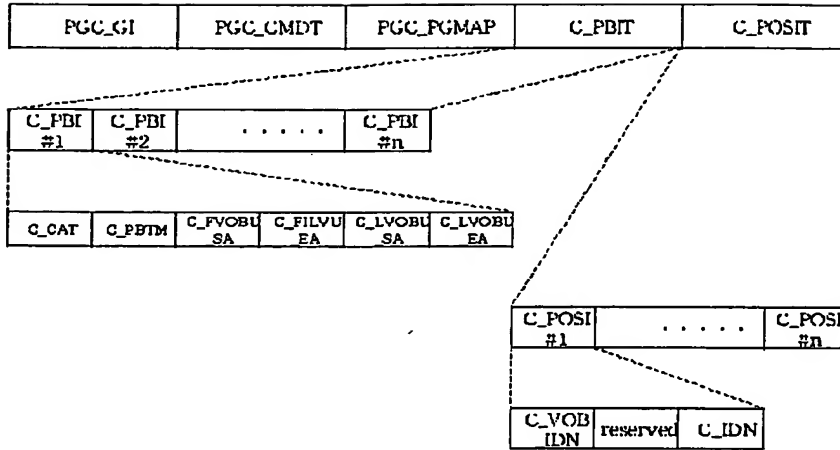 PGC_GI PGC_CMDT PGC_PGMAP C_PBIT C_POSIT
C_PBI #1 C_PBI #2 . . . . . C_PBI #n
C_CAT C_PBTM C_FVOBU SA C_FILVU EA C_LVOBU SA C_LVOBU EA
C_POSI #1 . . . . . C_POSI #n
C_VOB IDN reserved C_IDN